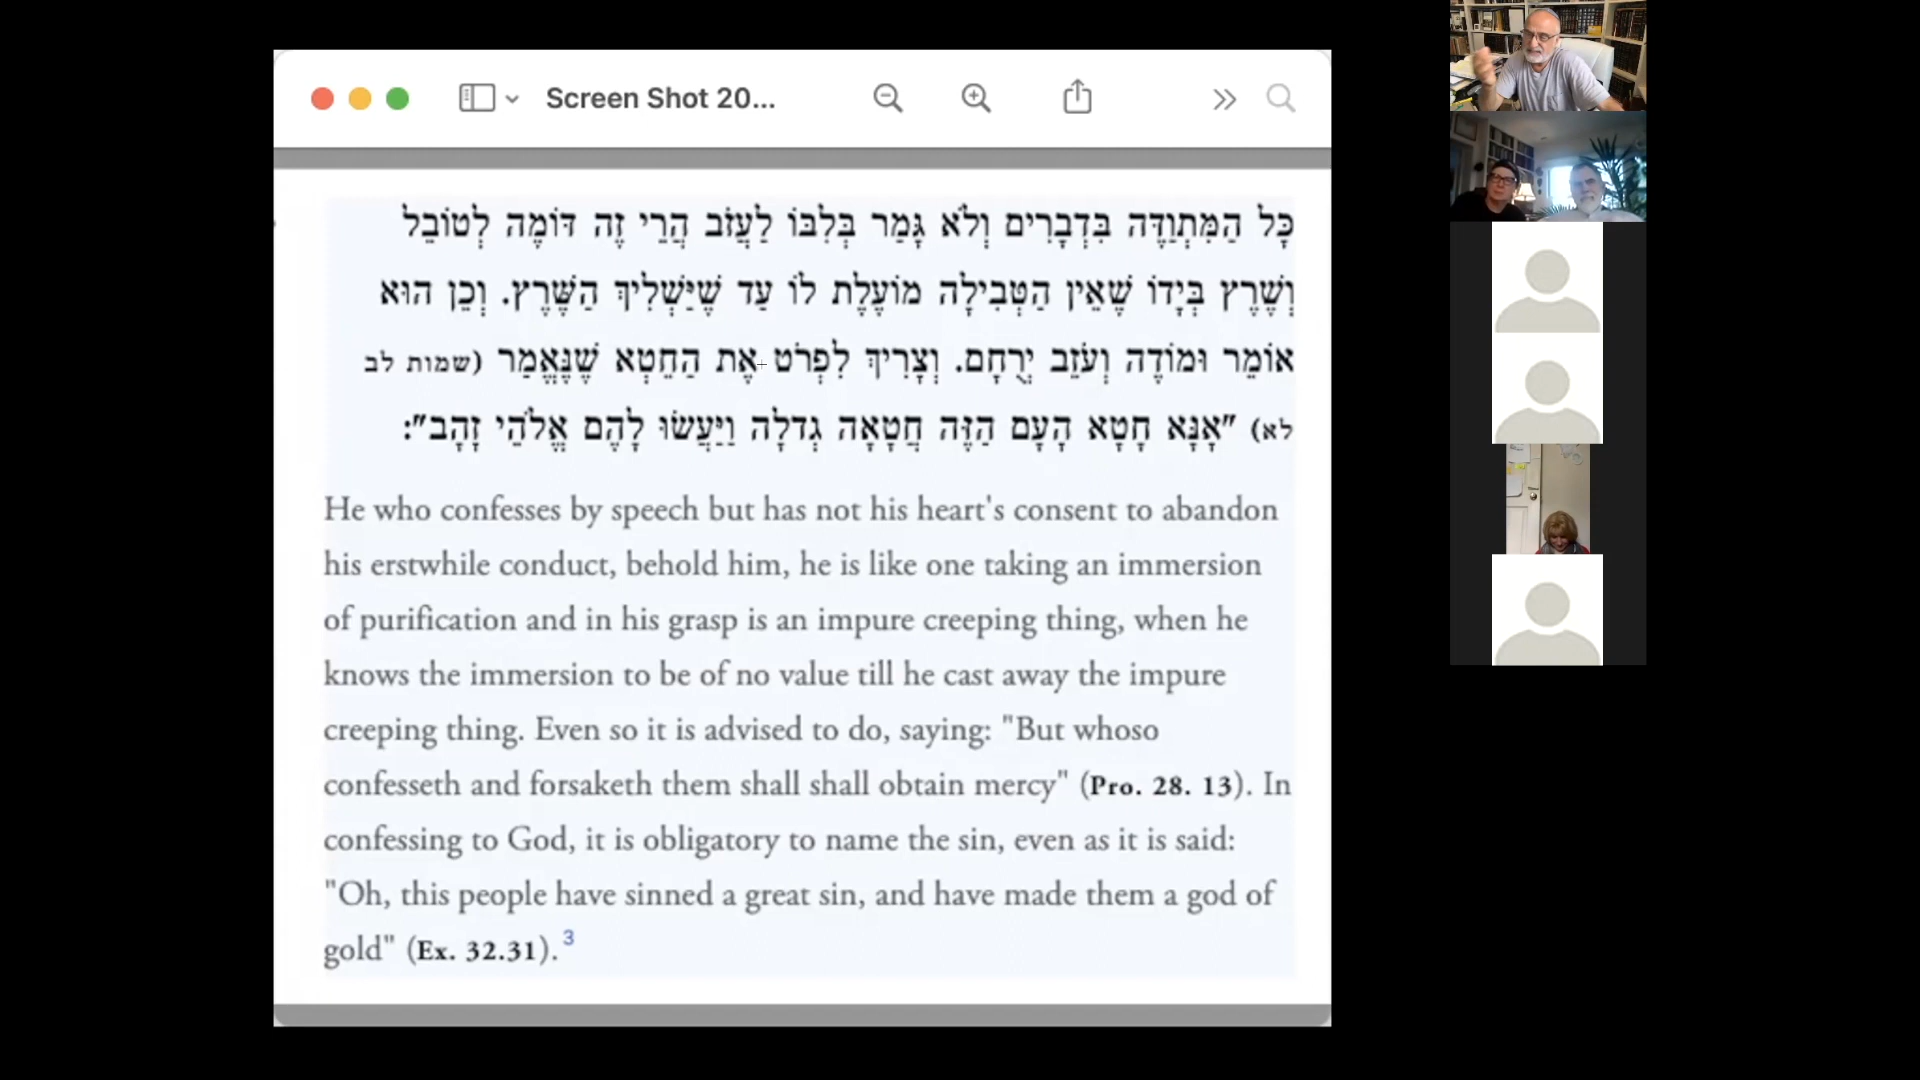 Screen Shot 20...
כָּל הַמִּתְוַדֶּה בִּדְבָרִים וְלֹא גָּמַר בְּלִבּוֹ לַעֲזֹב הֲרֵי זֶה דּוֹמֶה לְטוֹבֵל
וְשֶׁרֶץ בְּיָדוֹ שֶׁאֵין הַטְּבִילָה מוֹעֶלֶת לוֹ עַד שֶׁיַּשְׁלִיךְ הַשֶּׁרֶץ. וְכֵן הוּא
אוֹמֵר וּמוֹדֶה וְעֹזֵב יְרֻחָם. וְצָרִיךְ לִפְרֹט אֶת הַחֵטְא שֶׁנֶּאֱמַר (שמות לב
לא) "אָנָּא חָטָא הָעָם הַזֶּה חֲטָאָה גְדלָה וַיַּעֲשׂוּ לָהֶם אֱלֹהֵי זָהָב":
He who confesses by speech but has not his heart's consent to abandon
his erstwhile conduct, behold him, he is like one taking an immersion
of purification and in his grasp is an impure creeping thing, when he
knows the immersion to be of no value till he cast away the impure
creeping thing. Even so it is advised to do, saying: "But whoso
confesseth and forsaketh them shall shall obtain mercy" (Pro. 28. 13). In
confessing to God, it is obligatory to name the sin, even as it is said:
"Oh, this people have sinned a great sin, and have made them a god of
gold" (Ex. 32.31). 3